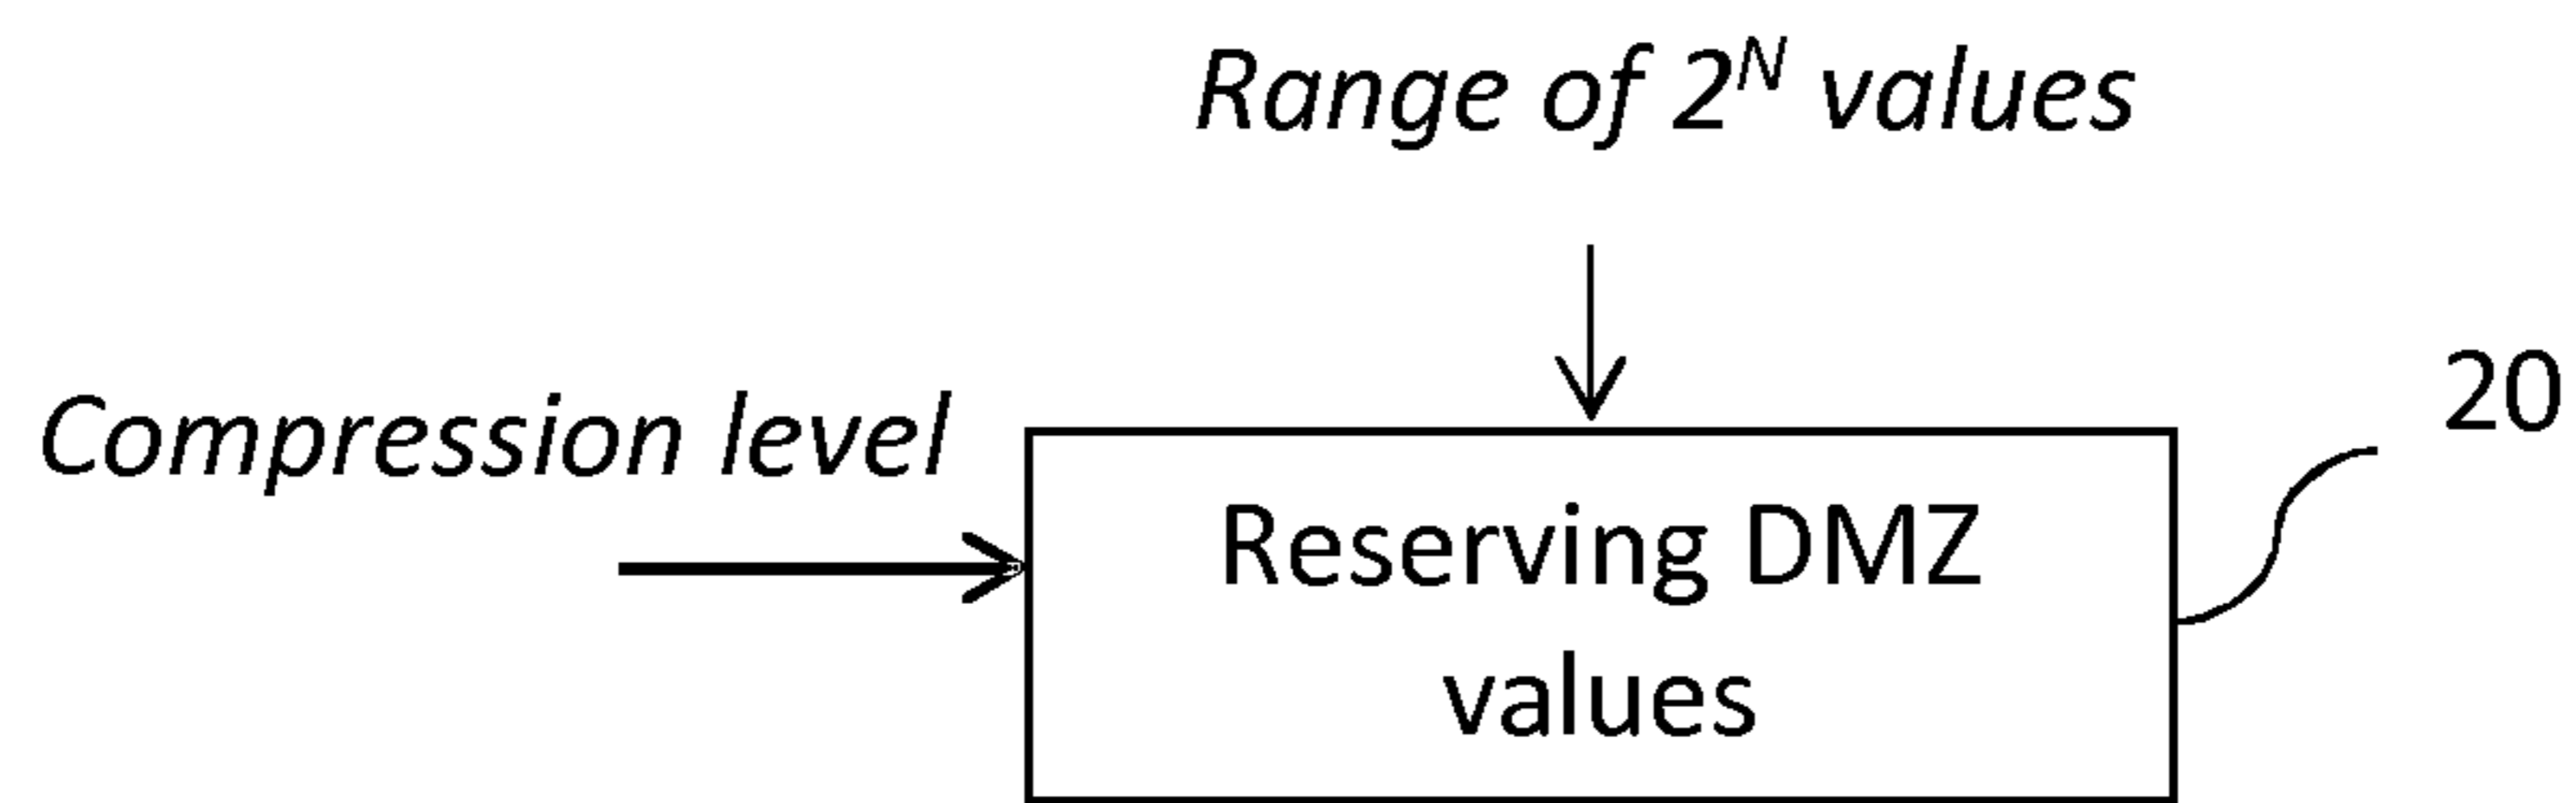 Range of 2^N values
20
Compression level
Reserving DMZ
values